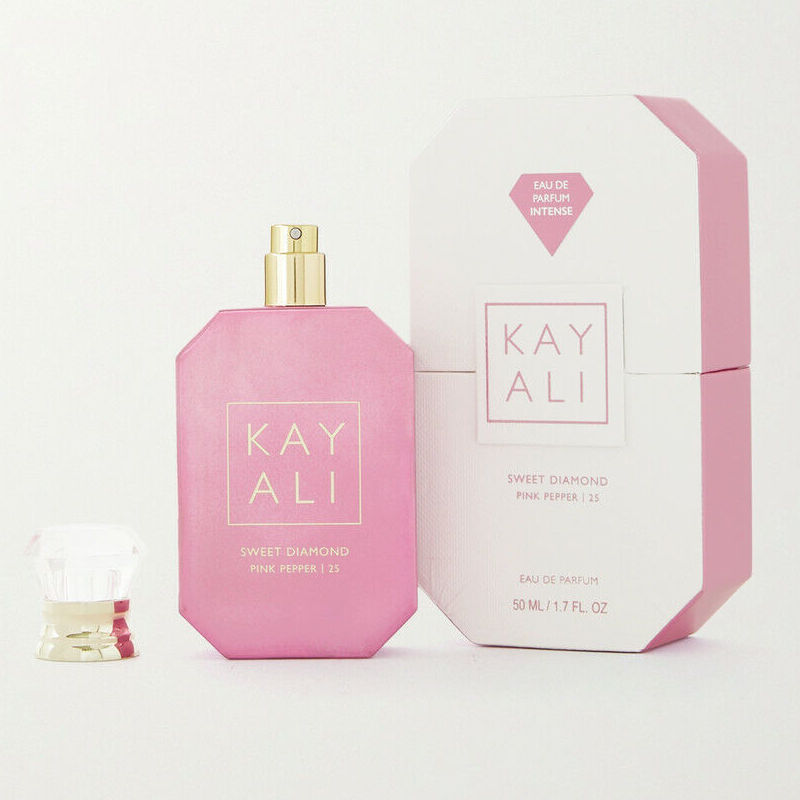 KAY
ALI
SWEET DIAMOND
PINK PEPPER | 25
EAU DE
PARFUM
INTENSE
KAY
ALI
SWEET DIAMOND
PINK PEPPER | 25
EAU DE PARFUM
50 ML / 1.7 FL. OZ